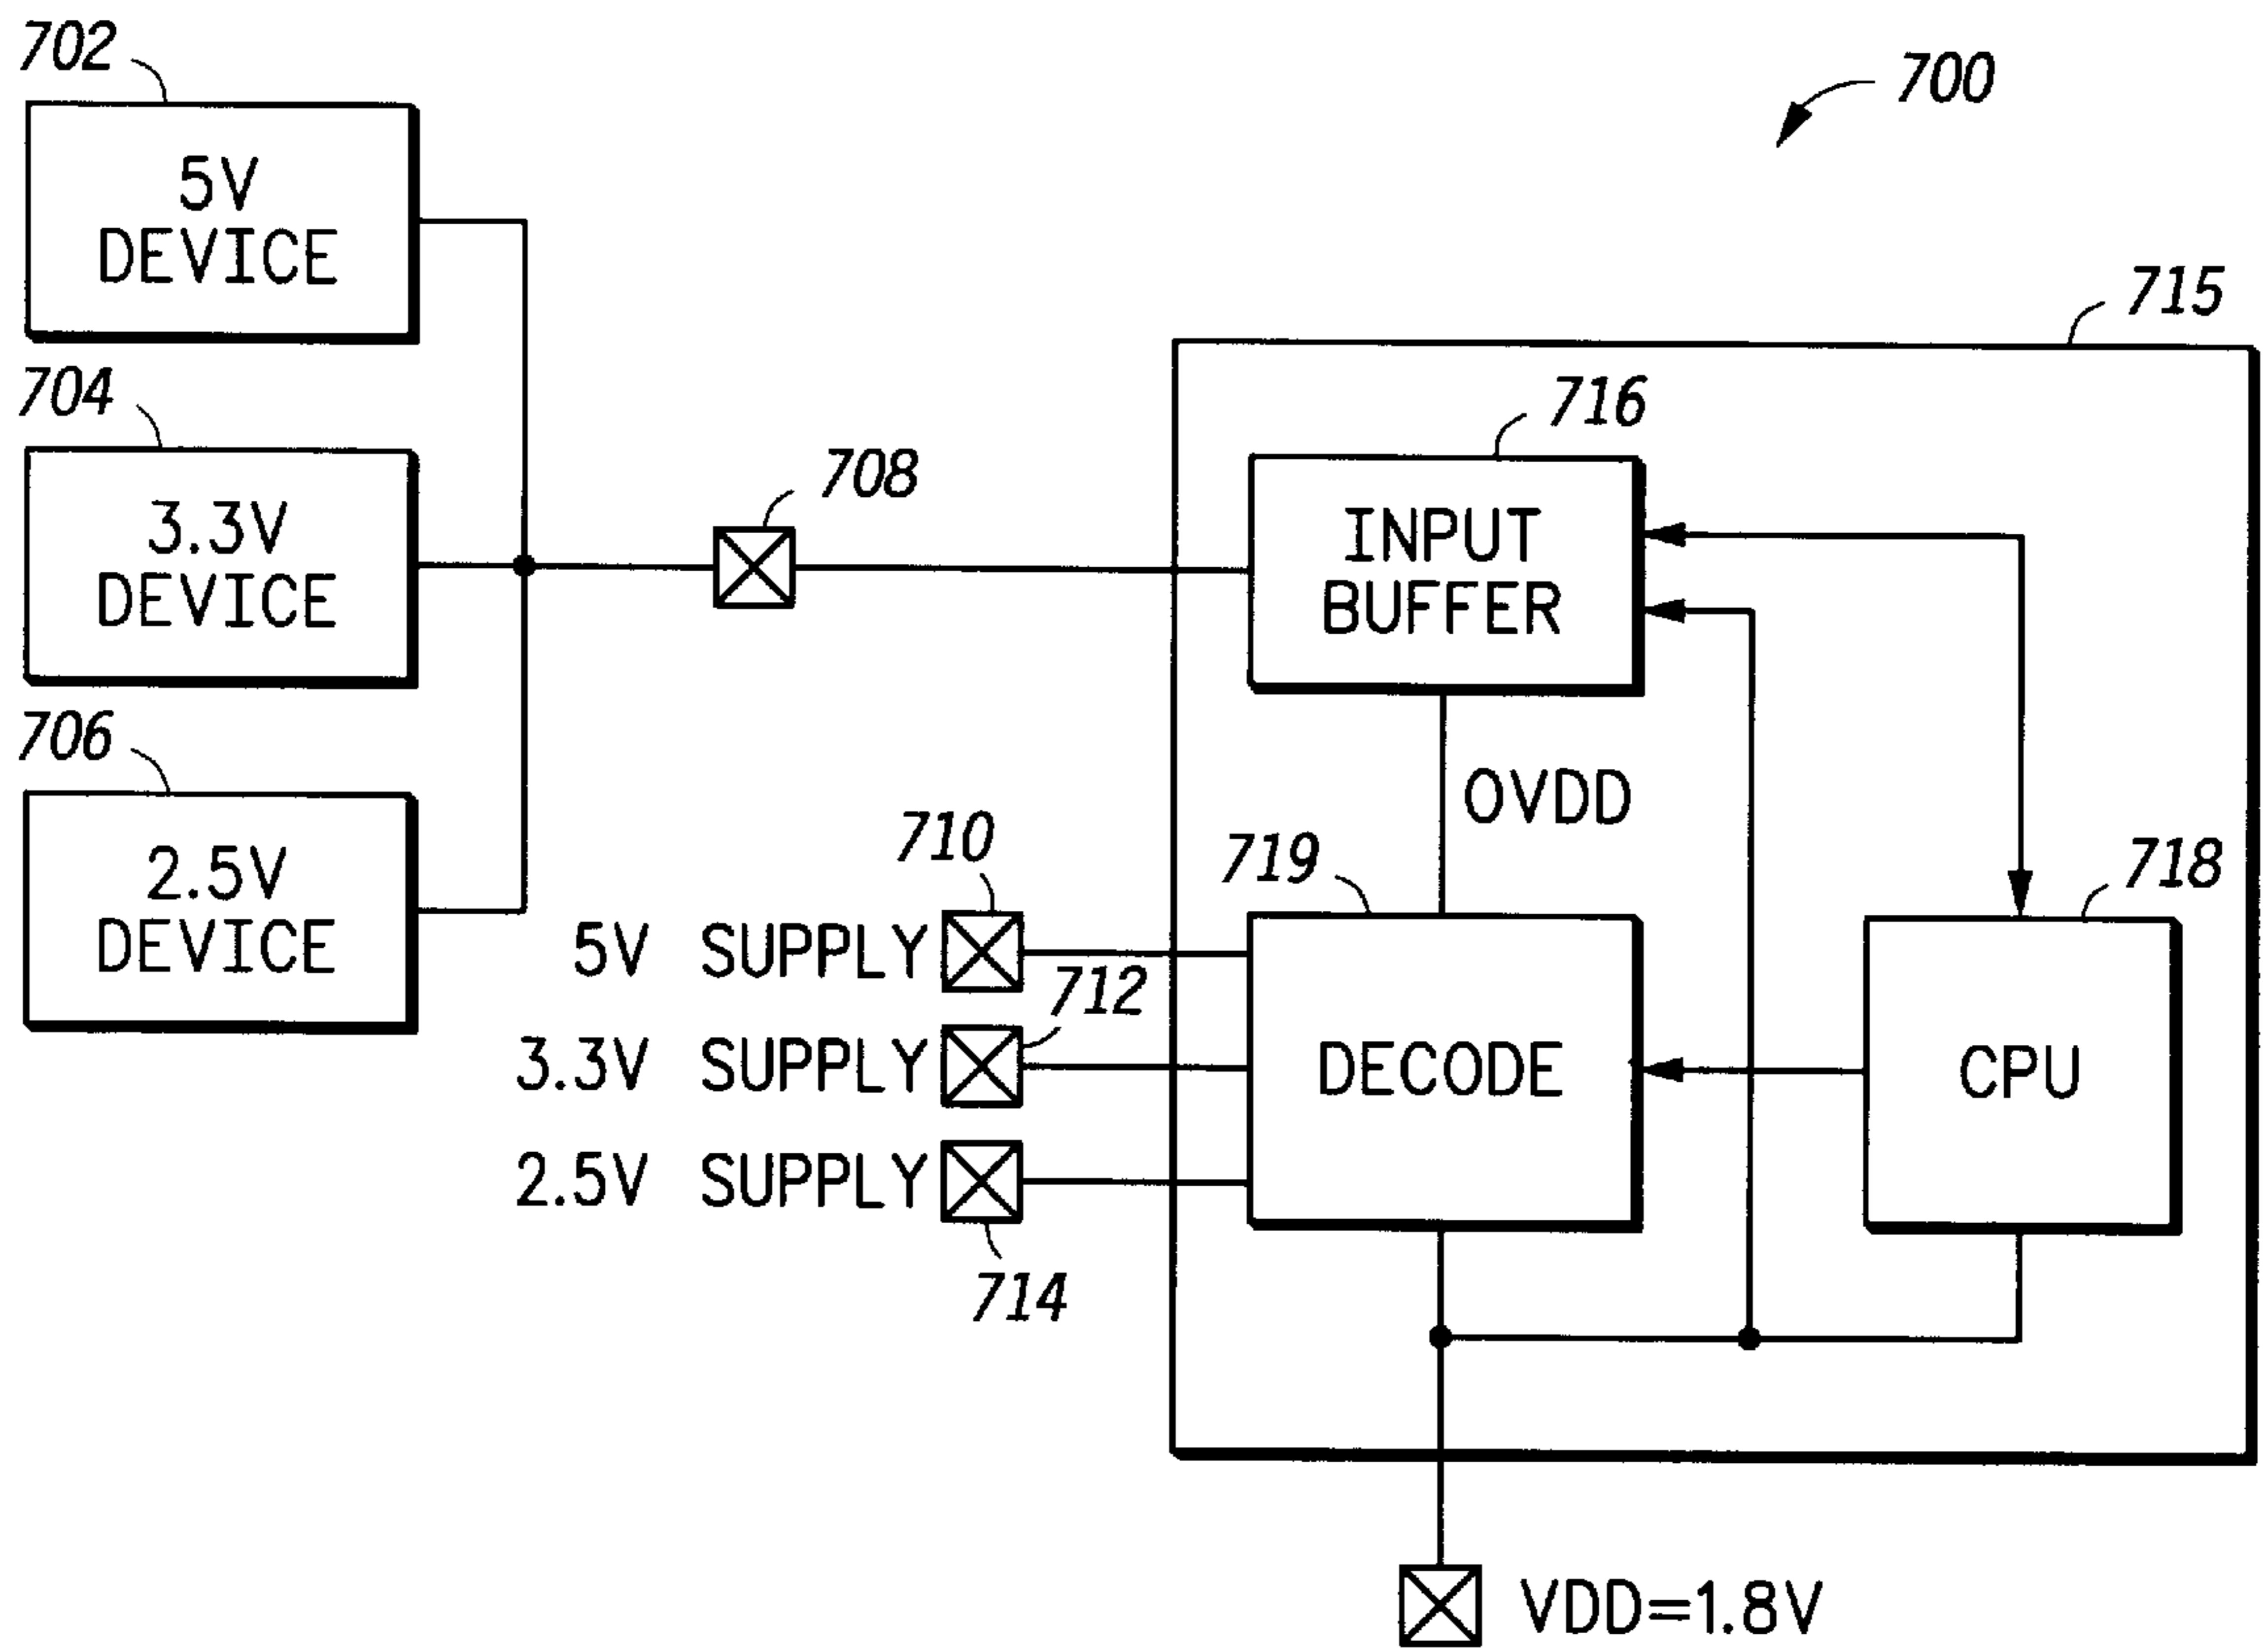 702
700
5V
DEVICE
715
704
716
708
3.3V
DEVICE
INPUT
BUFFER
706
OVDD
710
719
718
2.5V
DEVICE
5V SUPPLY
712
3.3V SUPPLY
DECODE
CPU
2.5V SUPPLY
714
VDD=1.8V